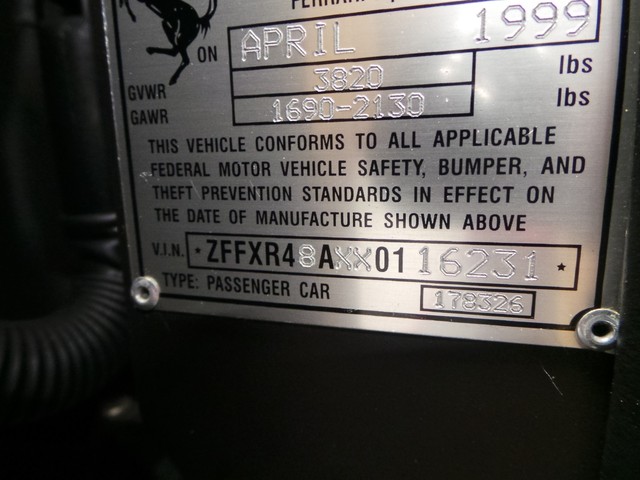 ON APRIL 1999
GVWR 3820 lbs
GAWR 1690-2130 lbs
THIS VEHICLE CONFORMS TO ALL APPLICABLE
FEDERAL MOTOR VEHICLE SAFETY, BUMPER, AND
THEFT PREVENTION STANDARDS IN EFFECT ON
THE DATE OF MANUFACTURE SHOWN ABOVE
V.I.N. *ZFFXR48AXX0116231*
TYPE: PASSENGER CAR 178326